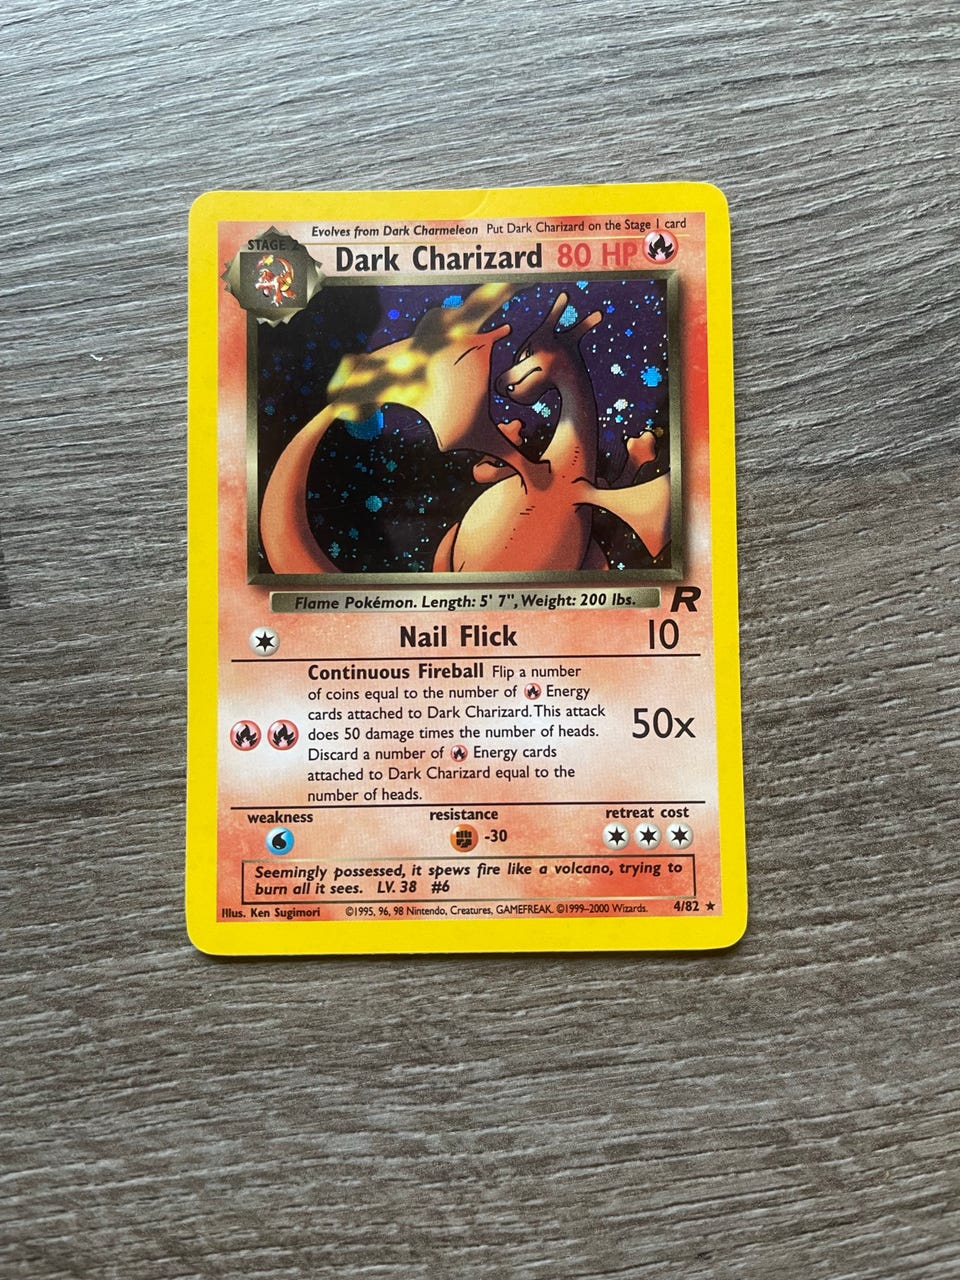 Evolves from Dark Charmeleon Put Dark Charizard on the Stage 1 card
STAGE 2
Dark Charizard 80 HP
Flame Pokémon. Length: 5' 7", Weight: 200 lbs.
R
Nail Flick 10
Continuous Fireball Flip a number
of coins equal to the number of Energy
cards attached to Dark Charizard. This attack
does 50 damage times the number of heads.
Discard a number of Energy cards
attached to Dark Charizard equal to the
number of heads.
50x
weakness resistance retreat cost
-30
Seemingly possessed, it spews fire like a volcano, trying to
burn all it sees. LV. 38 #6
Illus. Ken Sugimori ©1995, 96, 98 Nintendo, Creatures, GAMEFREAK. ©1999–2000 Wizards. 4/82 ★